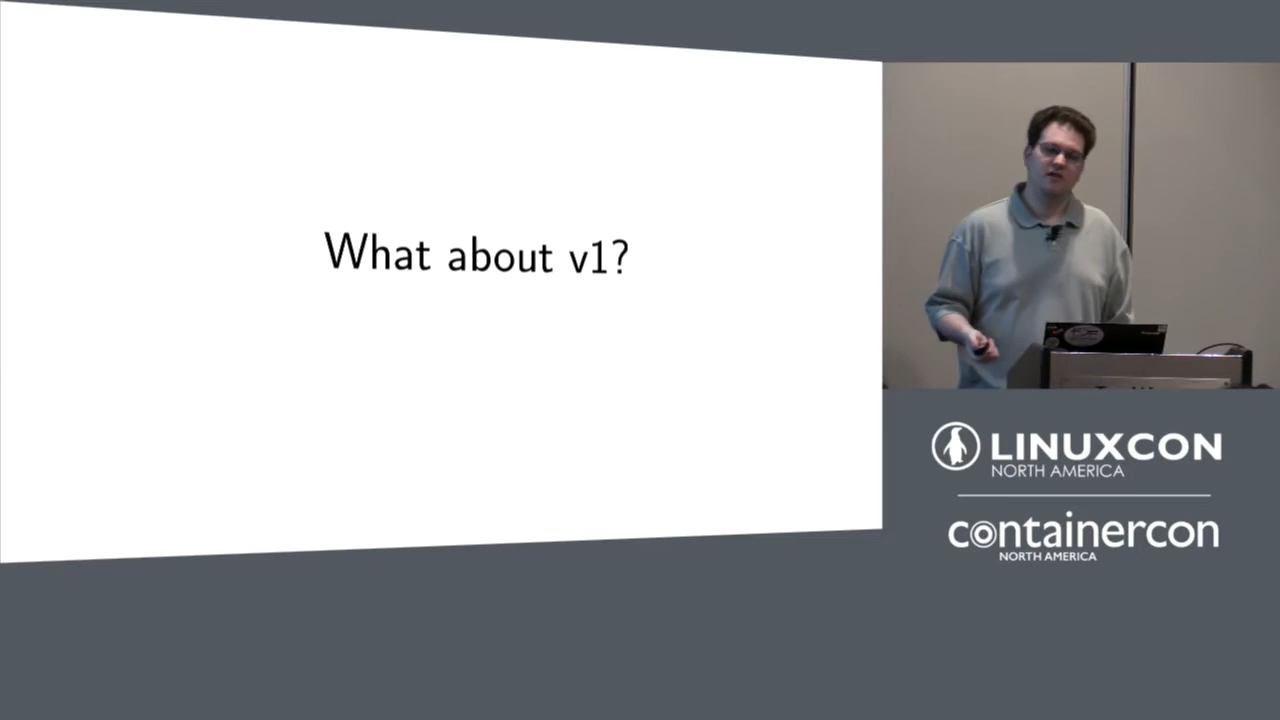 What about v1?
LINUXCON
NORTH AMERICA
containercon
NORTH AMERICA